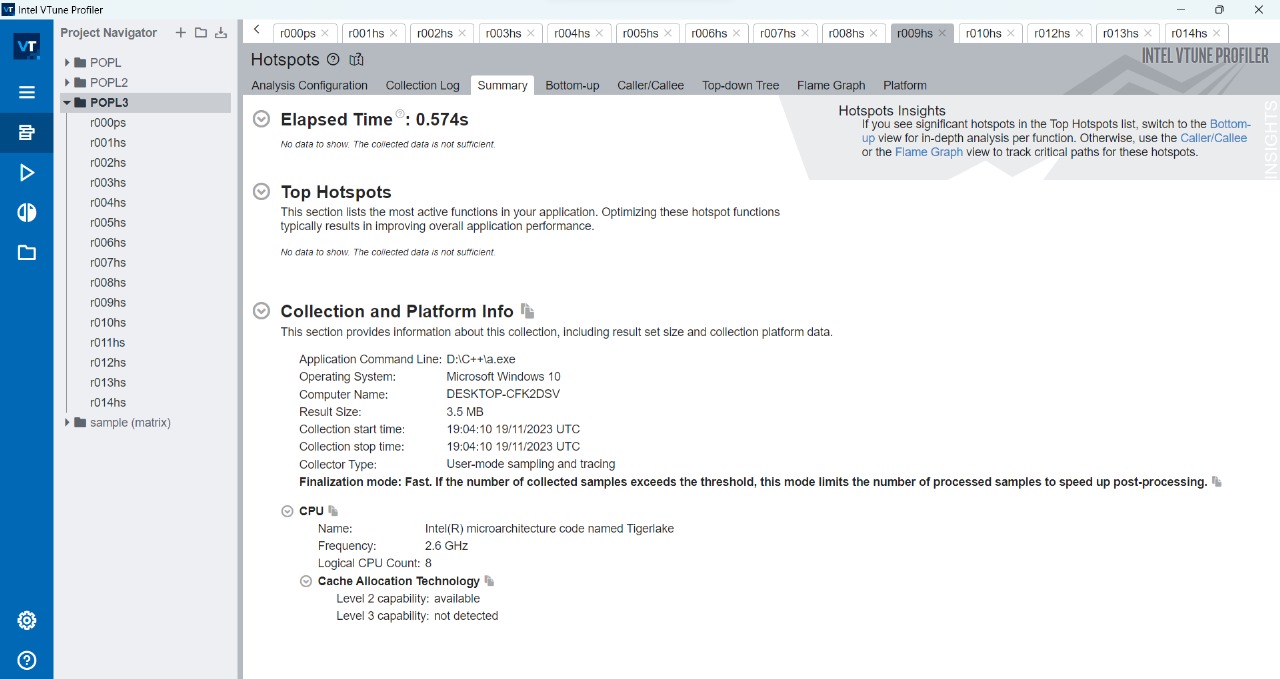 Intel VTune Profiler
Project Navigator
r000ps r001hs r002hs r003hs r004hs r005hs r006hs r007hs r008hs r009hs r010hs r012hs r013hs r014hs
VT
POPL
POPL2
POPL3
r000ps
r001hs
r002hs
r003hs
r004hs
r005hs
r006hs
r007hs
r008hs
r009hs
r010hs
r011hs
r012hs
r013hs
r014hs
sample (matrix)
Hotspots
INTEL VTUNE PROFILER
Analysis Configuration Collection Log Summary Bottom-up Caller/Callee Top-down Tree Flame Graph Platform
Elapsed Time : 0.574s
No data to show. The collected data is not sufficient.
Hotspots Insights
If you see significant hotspots in the Top Hotspots list, switch to the Bottom-
up view for in-depth analysis per function. Otherwise, use the Caller/Callee
or the Flame Graph view to track critical paths for these hotspots.
INSIGHTS
Top Hotspots
This section lists the most active functions in your application. Optimizing these hotspot functions
typically results in improving overall application performance.
No data to show. The collected data is not sufficient.
Collection and Platform Info
This section provides information about this collection, including result set size and collection platform data.
Application Command Line: D:\C++\a.exe
Operating System: Microsoft Windows 10
Computer Name: DESKTOP-CFK2DSV
Result Size: 3.5 MB
Collection start time: 19:04:10 19/11/2023 UTC
Collection stop time: 19:04:10 19/11/2023 UTC
Collector Type: User-mode sampling and tracing
Finalization mode: Fast. If the number of collected samples exceeds the threshold, this mode limits the number of processed samples to speed up post-processing.
CPU
Name: Intel(R) microarchitecture code named Tigerlake
Frequency: 2.6 GHz
Logical CPU Count: 8
Cache Allocation Technology
Level 2 capability: available
Level 3 capability: not detected